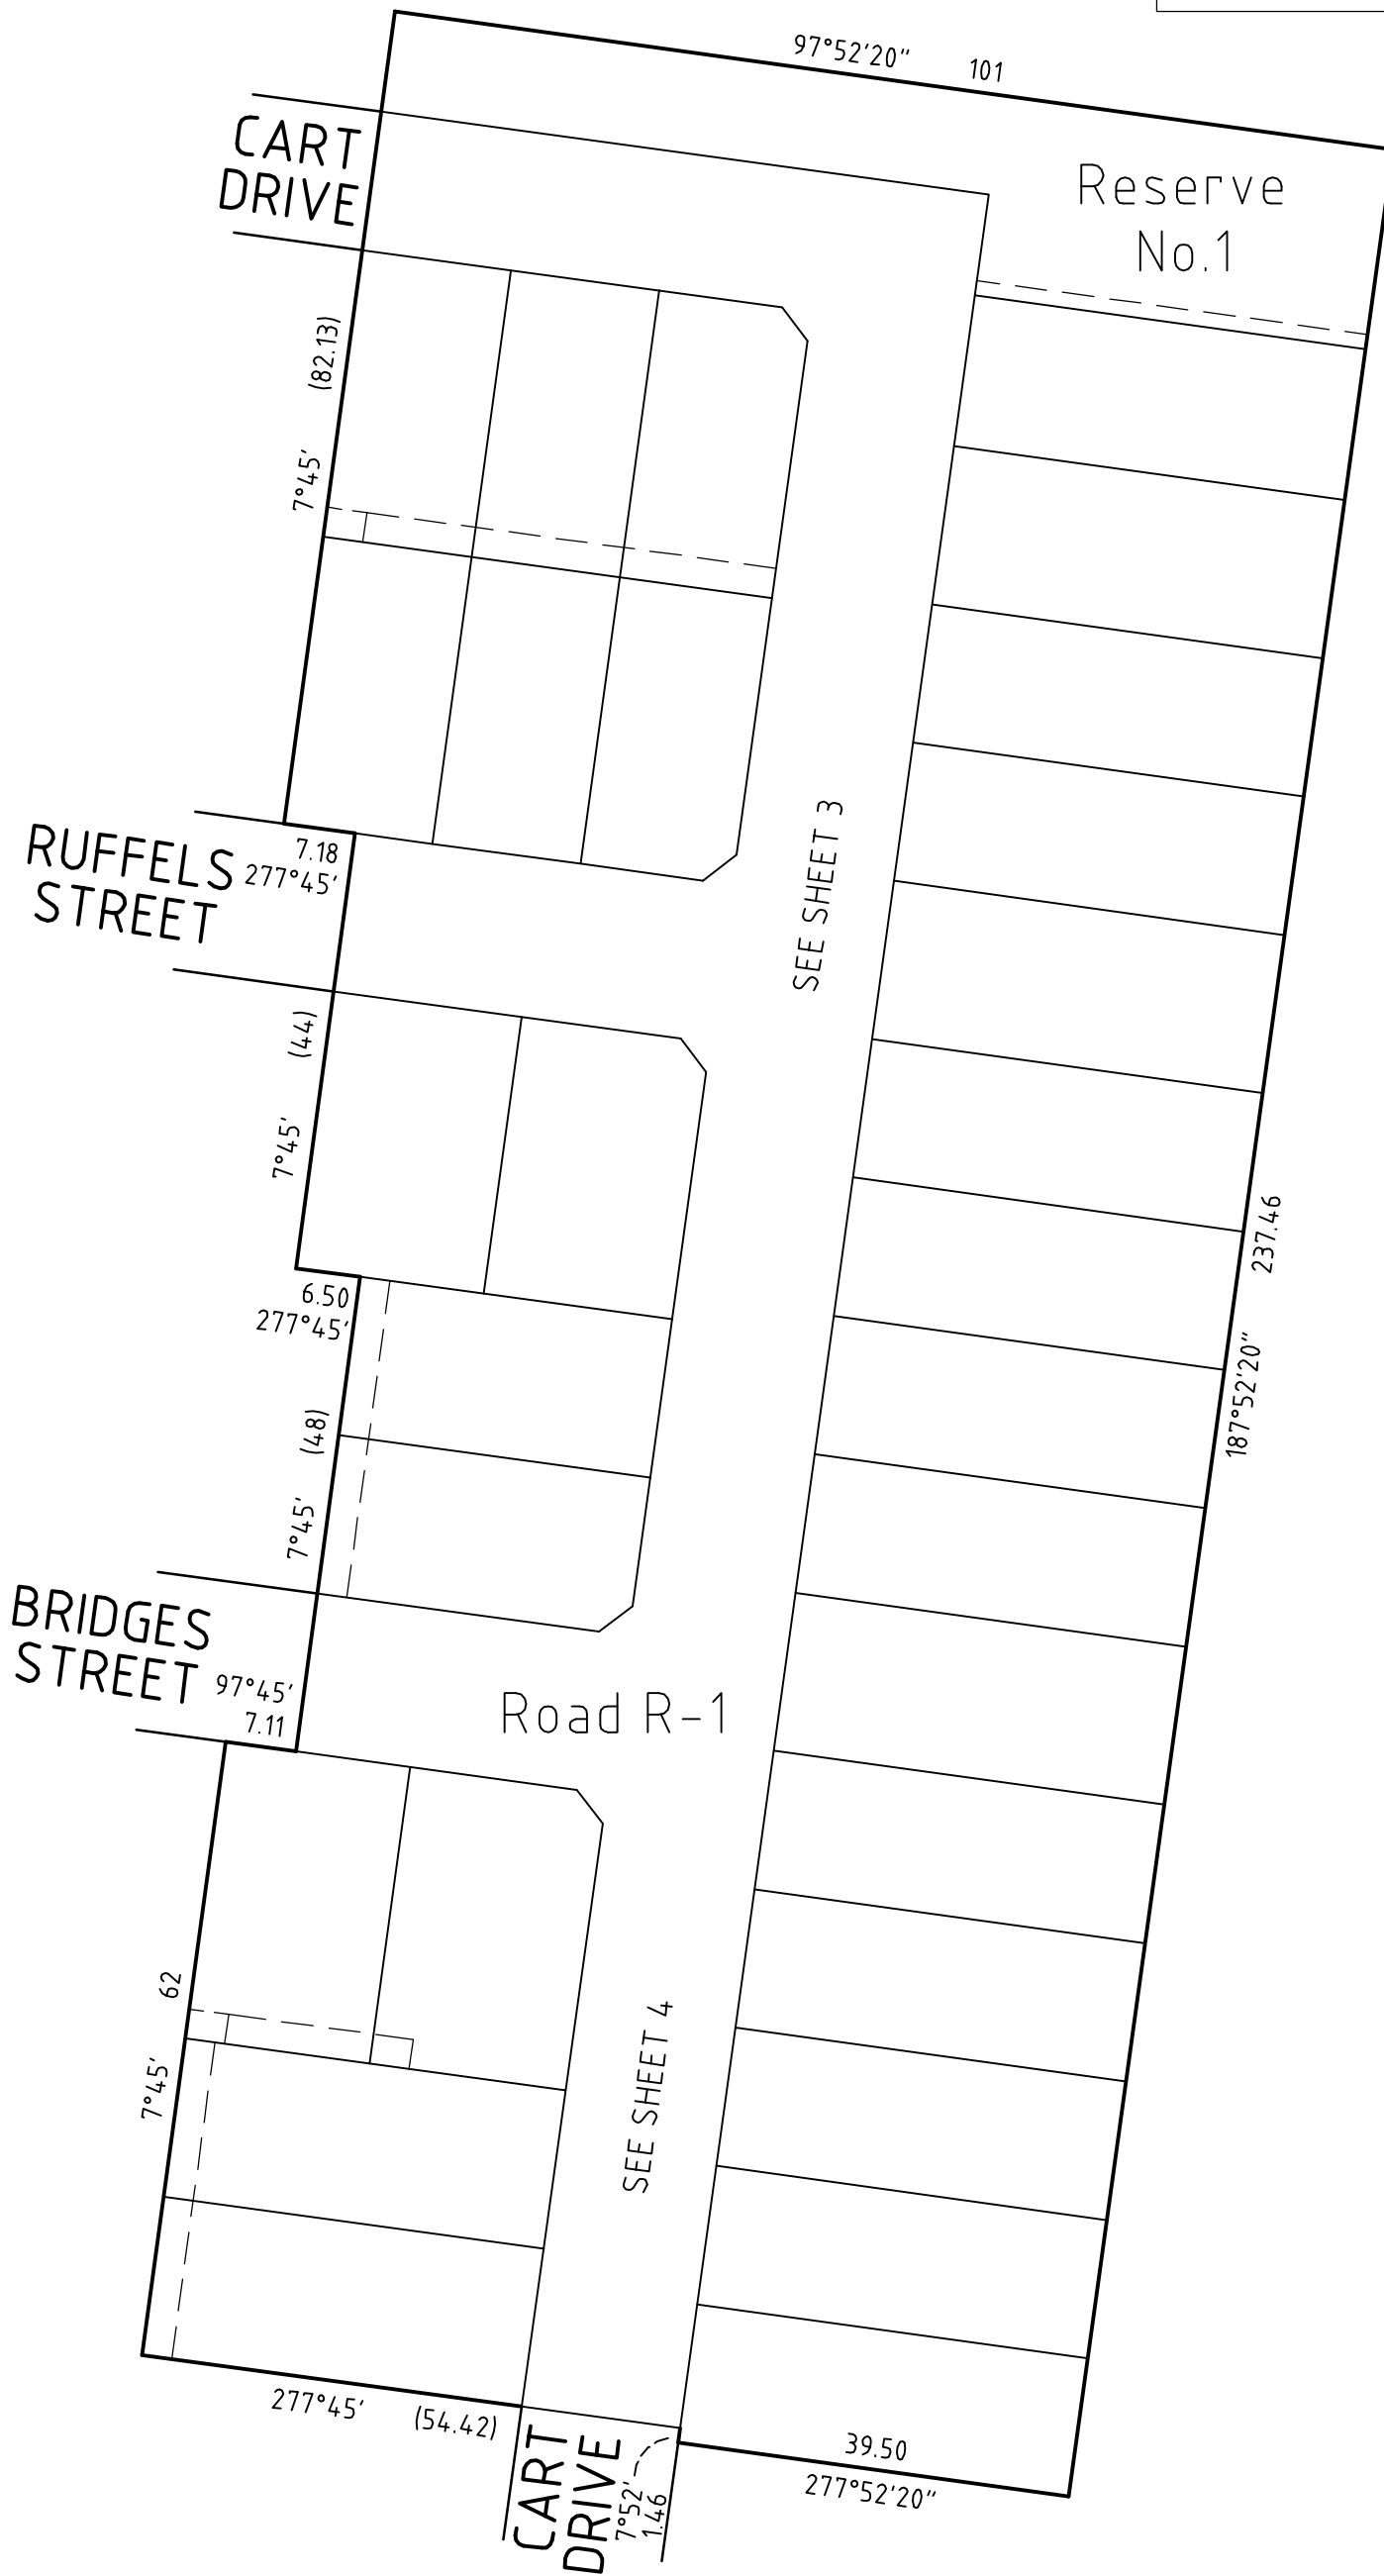 97°52'20" 101
CART
DRIVE
Reserve
No.1
(82.13)
7°45'
RUFFELS
STREET
7.18
277°45'
SEE SHEET 3
(44)
7°45'
237.46
187°52'20"
6.50
277°45'
(48)
7°45'
BRIDGES
STREET
97°45'
7.11
Road R-1
62
7°45'
SEE SHEET 4
277°45' (54.42)
CART
DRIVE
7°52'
1.46
39.50
277°52'20"